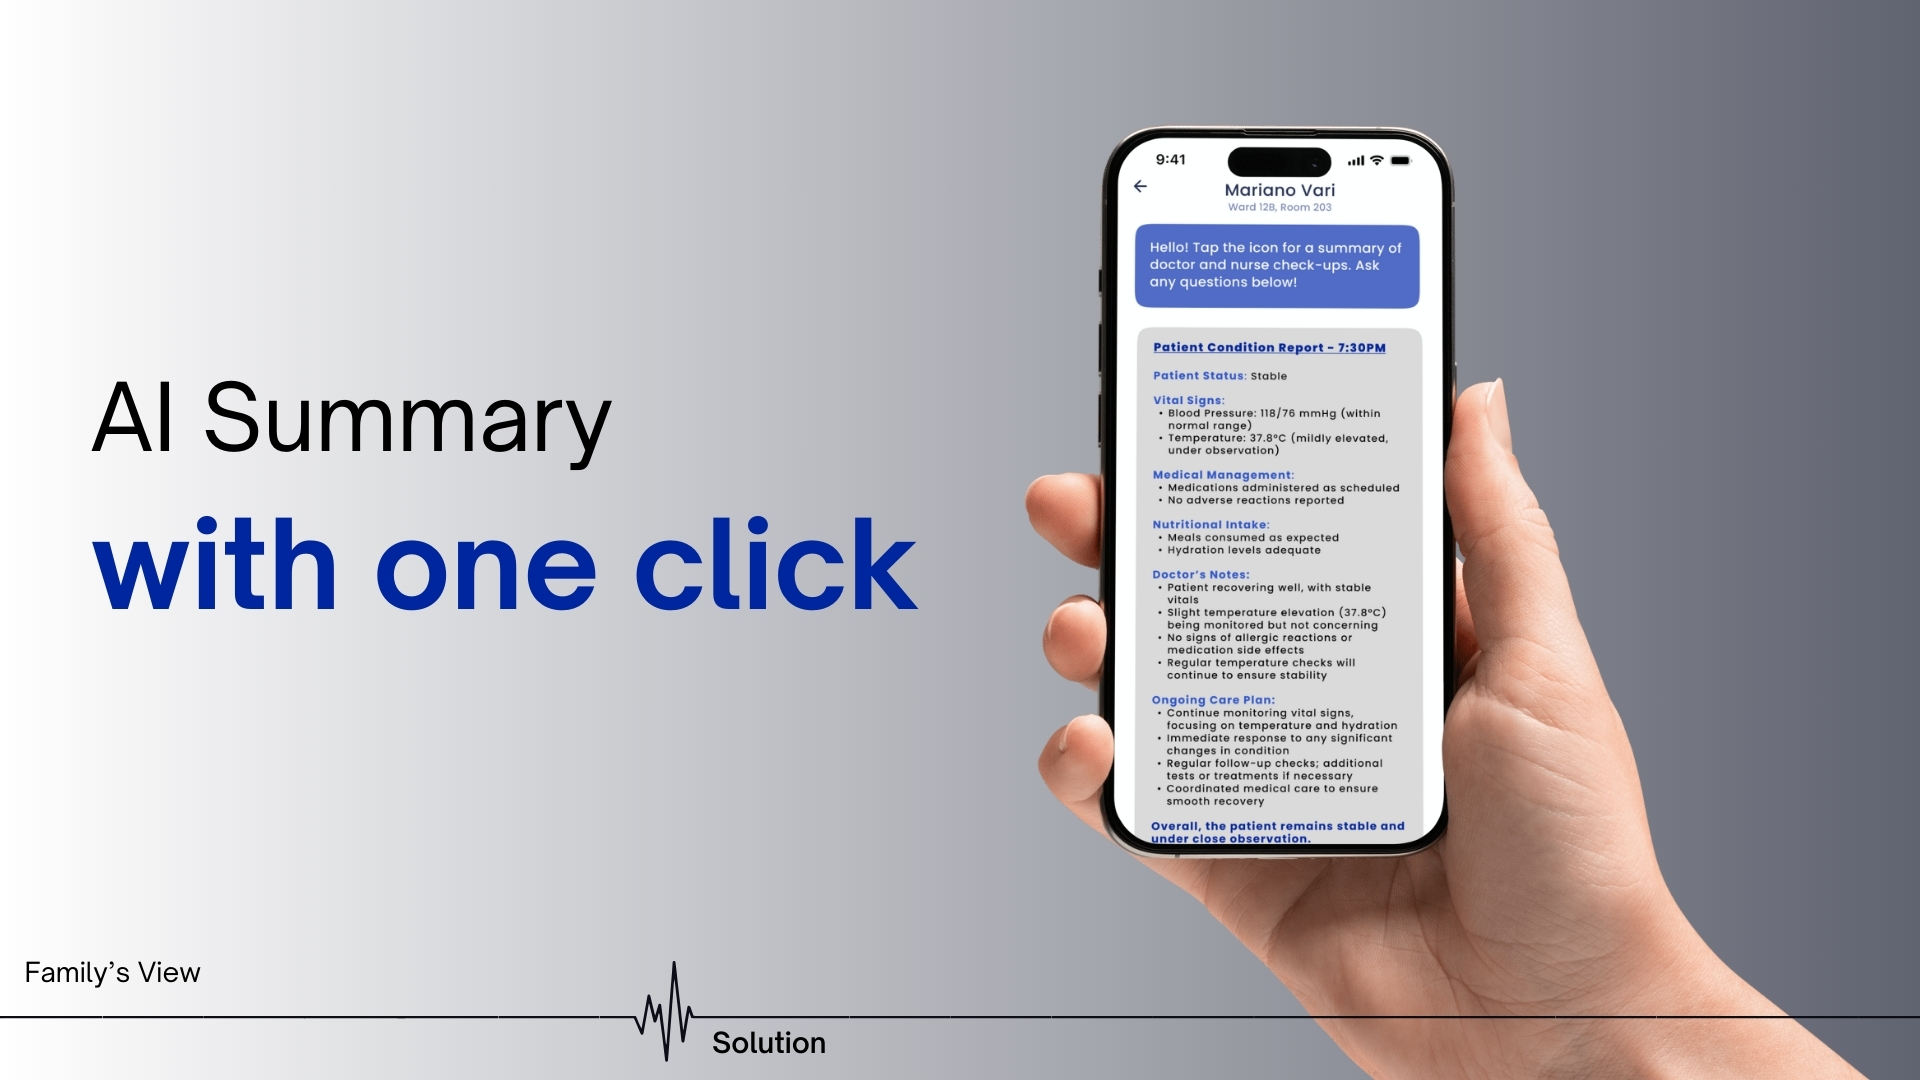 AI Summary
with one click
9:41
Mariano Vari
Ward 12B, Room 203
Hello! Tap the icon for a summary of
doctor and nurse check-ups. Ask
any questions below!
Patient Condition Report - 7:30PM
Patient Status: Stable
Vital Signs:
• Blood Pressure: 118/76 mmHg (within
normal range)
• Temperature: 37.8°C (mildly elevated,
under observation)
Medical Management:
• Medications administered as scheduled
• No adverse reactions reported
Nutritional Intake:
• Meals consumed as expected
• Hydration levels adequate
Doctor's Notes:
• Patient recovering well, with stable
vitals
• Slight temperature elevation (37.8°C)
being monitored but not concerning
• No signs of allergic reactions or
medication side effects
• Regular temperature checks will
continue to ensure stability
Ongoing Care Plan:
• Continue monitoring vital signs,
focusing on temperature and hydration
• Immediate response to any significant
changes in condition
• Regular follow-up checks; additional
tests or treatments if necessary
• Coordinated medical care to ensure
smooth recovery
Overall, the patient remains stable and
under close observation.
Family's View
Solution